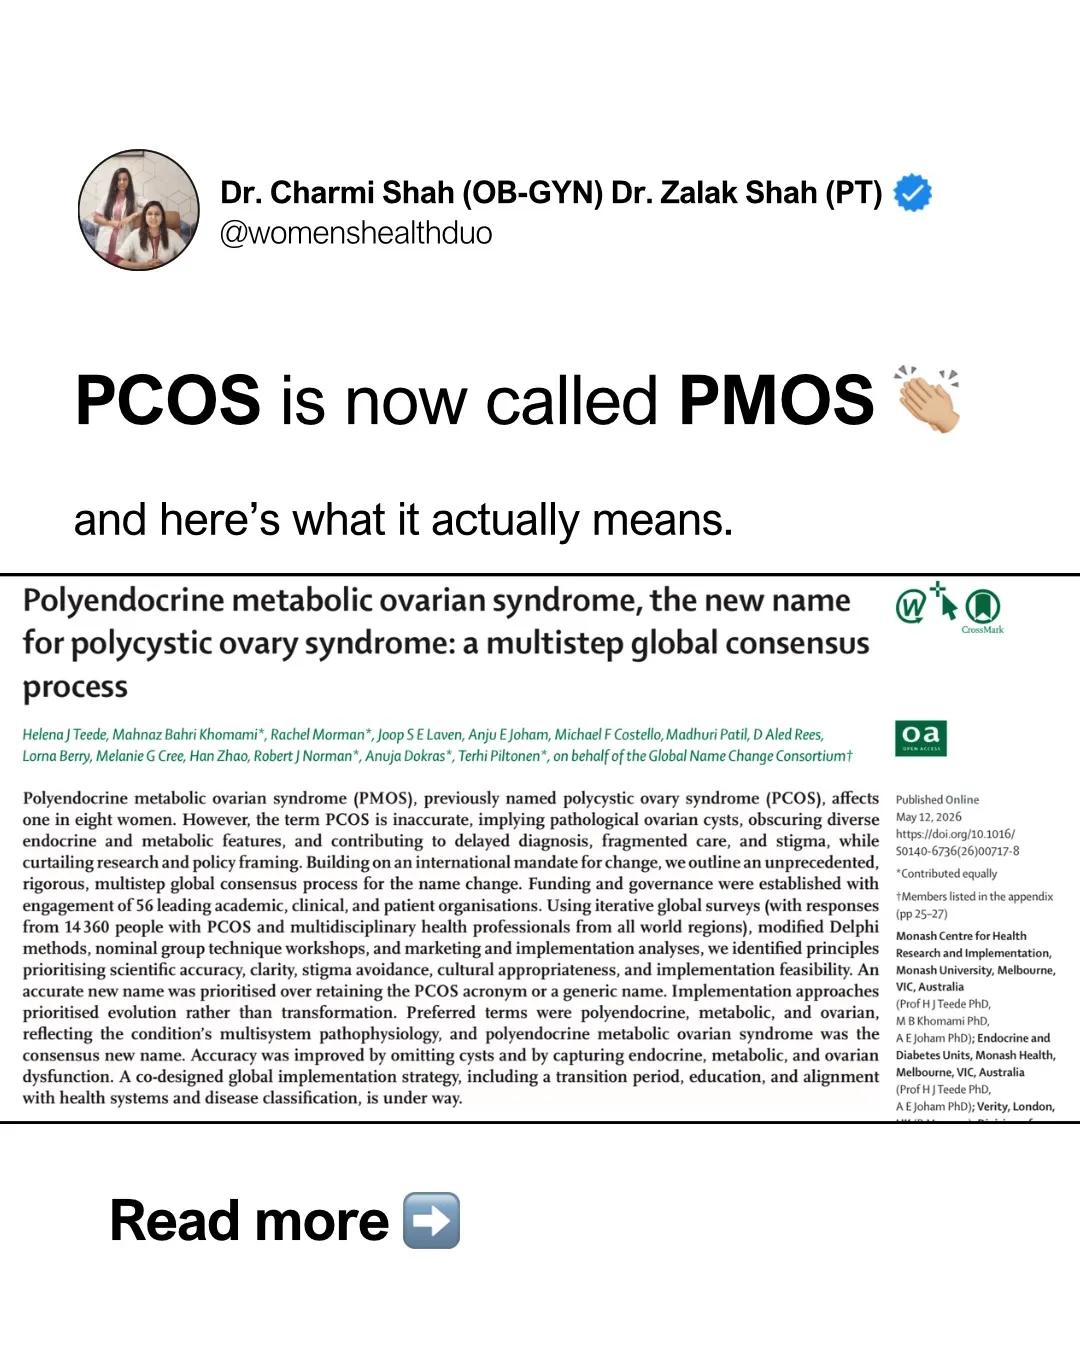 Dr. Charmi Shah (OB-GYN) Dr. Zalak Shah (PT)
@womenshealthduo
PCOS is now called PMOS 👏🏼
and here’s what it actually means.
Polyendocrine metabolic ovarian syndrome, the new name
for polycystic ovary syndrome: a multistep global consensus
process
CrossMark
Helena J Teede, Mahnaz Bahri Khomami*, Rachel Morman*, Joop S E Laven, Anju E Joham, Michael F Costello, Madhuri Patil, D Aled Rees,
Lorna Berry, Melanie G Cree, Han Zhao, Robert J Norman*, Anuja Dokras*, Terhi Piltonen*, on behalf of the Global Name Change Consortium†
oa
OPEN ACCESS
Polyendocrine metabolic ovarian syndrome (PMOS), previously named polycystic ovary syndrome (PCOS), affects
one in eight women. However, the term PCOS is inaccurate, implying pathological ovarian cysts, obscuring diverse
endocrine and metabolic features, and contributing to delayed diagnosis, fragmented care, and stigma, while
curtailing research and policy framing. Building on an international mandate for change, we outline an unprecedented,
rigorous, multistep global consensus process for the name change. Funding and governance were established with
engagement of 56 leading academic, clinical, and patient organisations. Using iterative global surveys (with responses
from 14 360 people with PCOS and multidisciplinary health professionals from all world regions), modified Delphi
methods, nominal group technique workshops, and marketing and implementation analyses, we identified principles
prioritising scientific accuracy, clarity, stigma avoidance, cultural appropriateness, and implementation feasibility. An
accurate new name was prioritised over retaining the PCOS acronym or a generic name. Implementation approaches
prioritised evolution rather than transformation. Preferred terms were polyendocrine, metabolic, and ovarian,
reflecting the condition’s multisystem pathophysiology, and polyendocrine metabolic ovarian syndrome was the
consensus new name. Accuracy was improved by omitting cysts and by capturing endocrine, metabolic, and ovarian
dysfunction. A co-designed global implementation strategy, including a transition period, education, and alignment
with health systems and disease classification, is under way.
Published Online
May 12, 2026
https://doi.org/10.1016/
S0140-6736(26)00717-8
*Contributed equally
†Members listed in the appendix
(pp 25–27)
Monash Centre for Health
Research and Implementation,
Monash University, Melbourne,
VIC, Australia
(Prof H J Teede PhD,
M B Khomami PhD,
A E Joham PhD); Endocrine and
Diabetes Units, Monash Health,
Melbourne, VIC, Australia
(Prof H J Teede PhD,
A E Joham PhD); Verity, London,
Read more ➡️